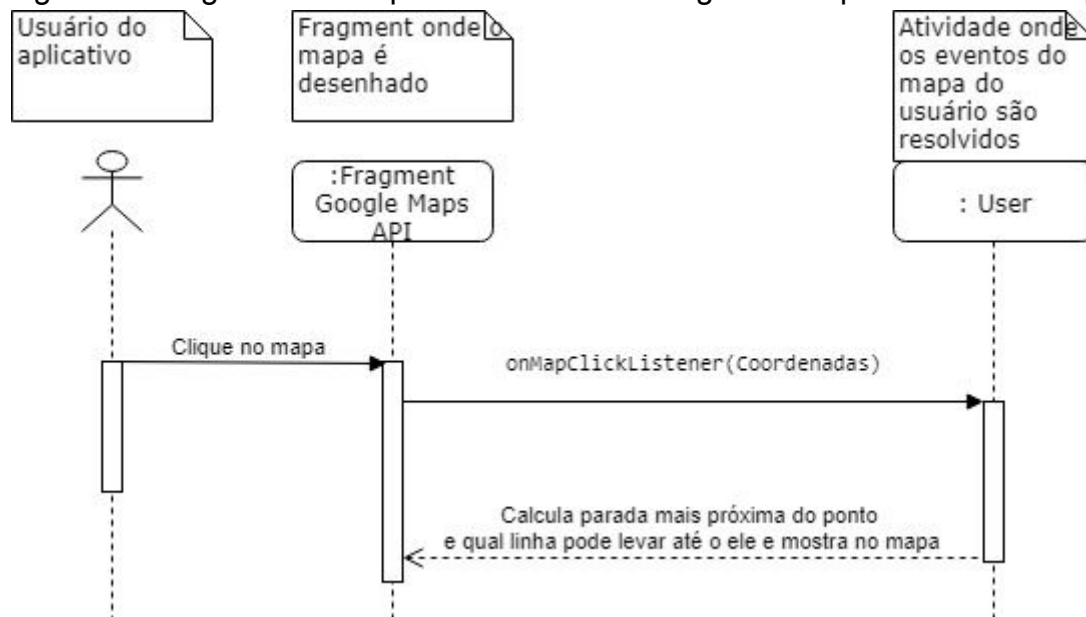 Usuário do
aplicativo
Fragment onde o
mapa é
desenhado
Atividade onde
os eventos do
mapa do
usuário são
resolvidos
:Fragment
Google Maps
API
: User
Clique no mapa
onMapClickListener(Coordenadas)
Calcula parada mais próxima do ponto
e qual linha pode levar até o ele e mostra no mapa